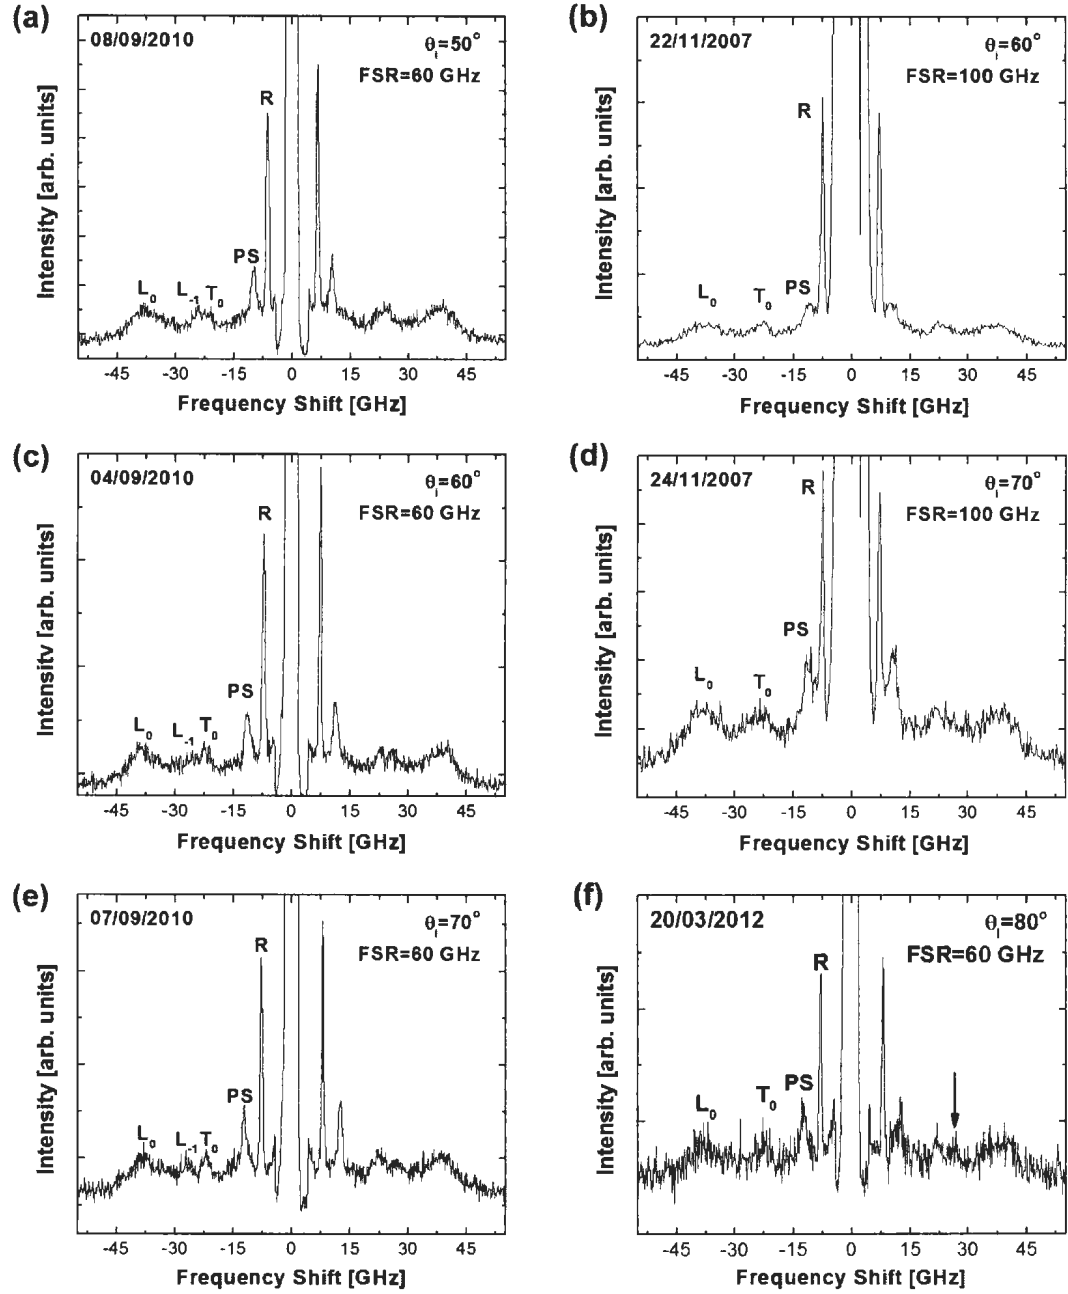 (a)
08/09/2010
θi=50°
FSR=60 GHz
R
PS
L0
L-1
T0
Intensity [arb. units]
-45 -30 -15 0 15 30 45
Frequency Shift [GHz]
(b)
22/11/2007
θi=60°
FSR=100 GHz
R
PS
L0
T0
Intensity [arb. units]
-45 -30 -15 0 15 30 45
Frequency Shift [GHz]
(c)
04/09/2010
θi=60°
FSR=60 GHz
R
PS
L0
L-1
T0
Intensity [arb. units]
-45 -30 -15 0 15 30 45
Frequency Shift [GHz]
(d)
24/11/2007
θi=70°
FSR=100 GHz
R
PS
L0
T0
Intensity [arb. units]
-45 -30 -15 0 15 30 45
Frequency Shift [GHz]
(e)
07/09/2010
θi=70°
FSR=60 GHz
R
PS
L0
L-1
T0
Intensity [arb. units]
-45 -30 -15 0 15 30 45
Frequency Shift [GHz]
(f)
20/03/2012
θi=80°
FSR=60 GHz
R
PS
L0
T0
Intensity [arb. units]
-45 -30 -15 0 15 30 45
Frequency Shift [GHz]